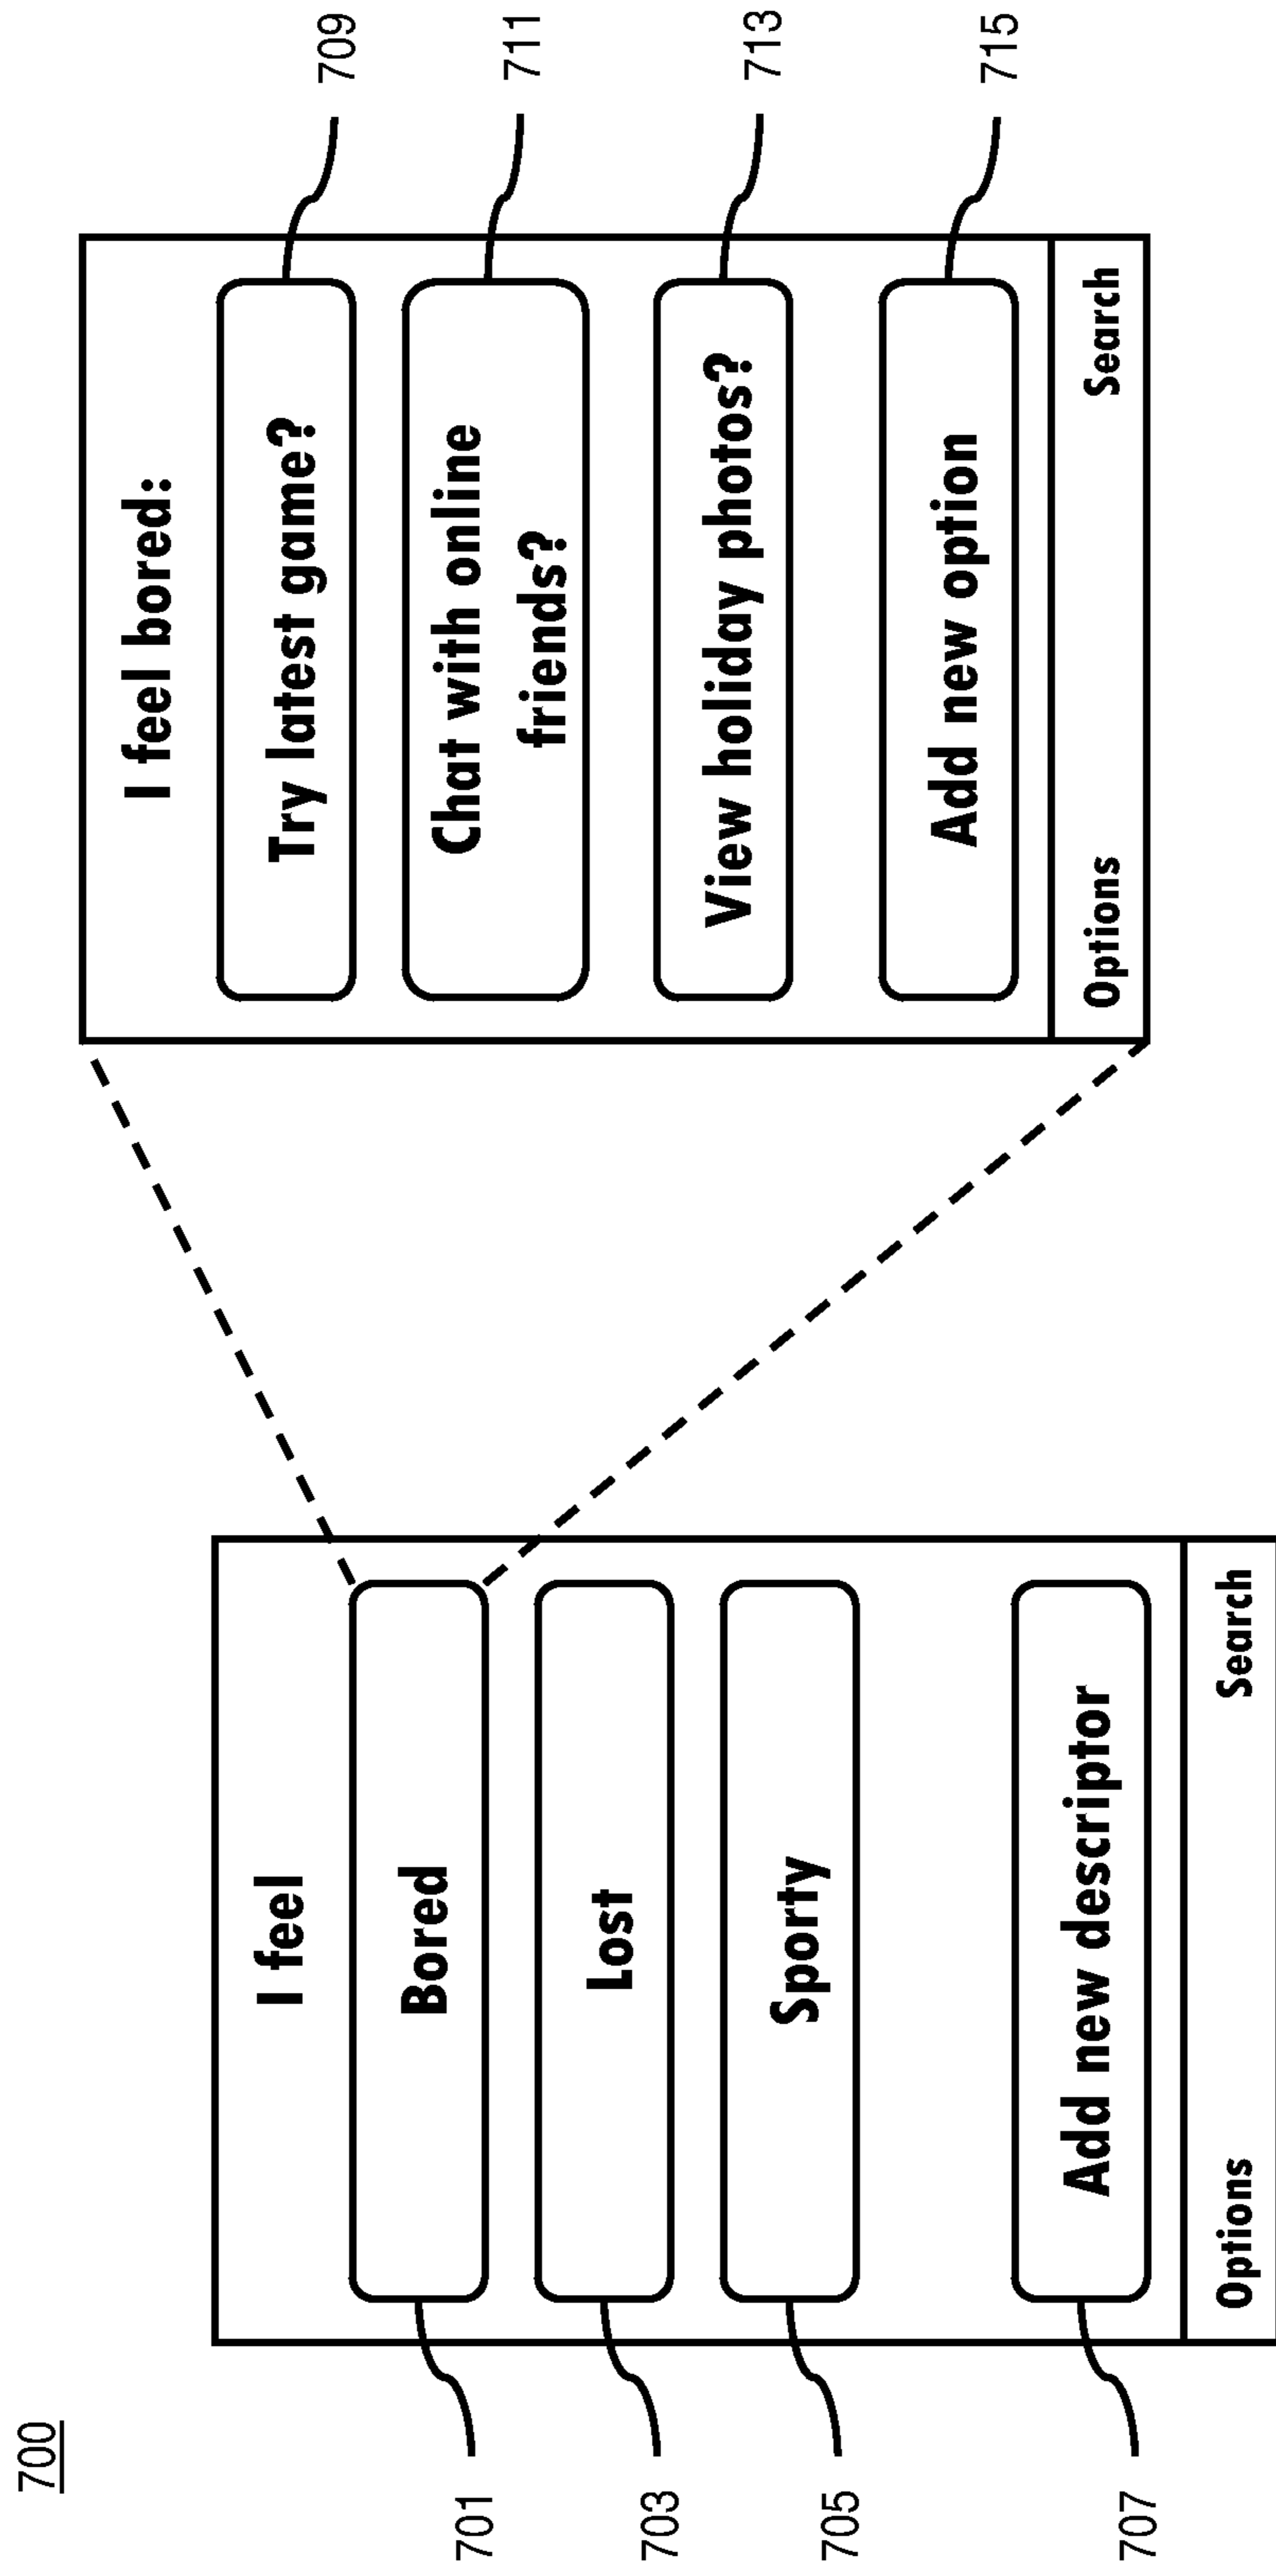 700
I feel
Bored
Lost
Sporty
Add new descriptor
Options
Search
701
703
705
707
I feel bored:
Try latest game?
Chat with online
friends?
View holiday photos?
Add new option
Options
Search
709
711
713
715